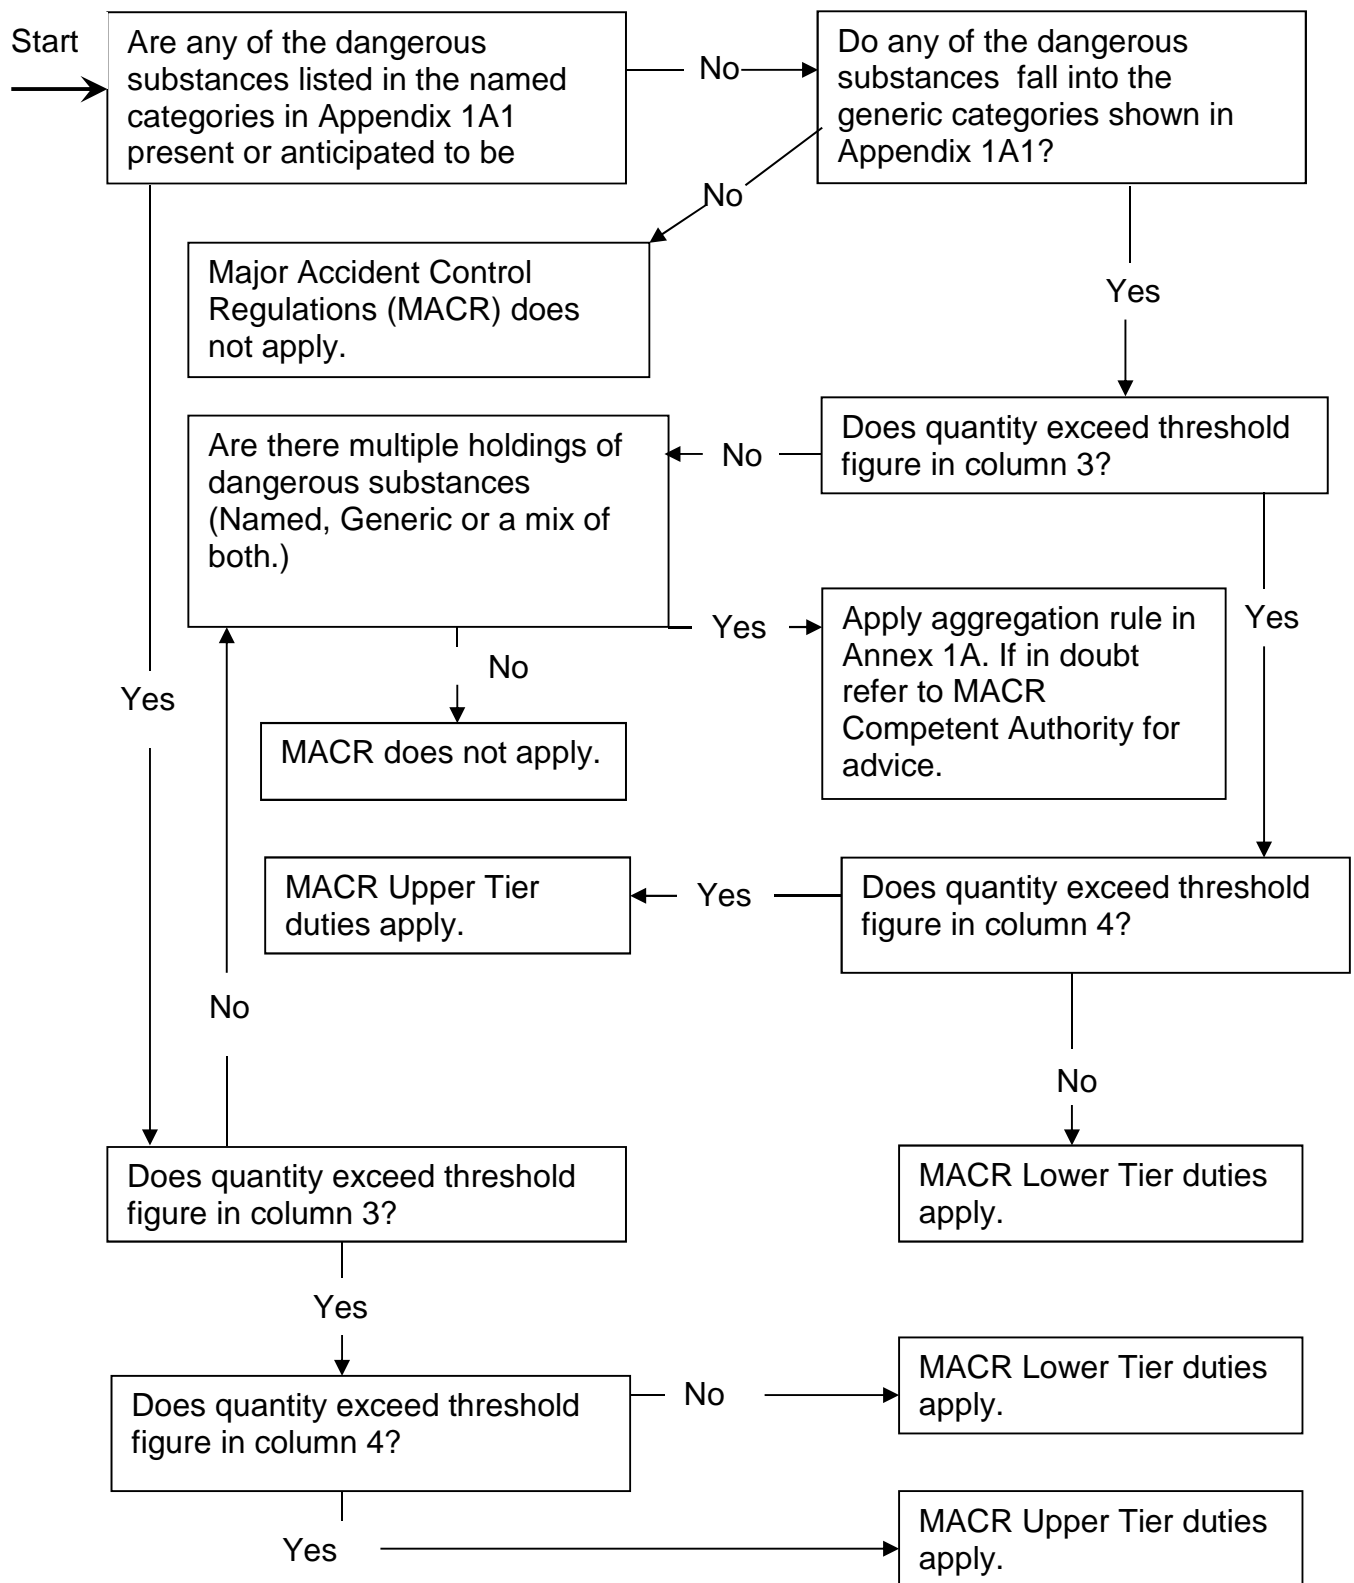 Start
Are any of the dangerous
substances listed in the named
categories in Appendix 1A1
present or anticipated to be
No
Do any of the dangerous
substances fall into the
generic categories shown in
Appendix 1A1?
No
Major Accident Control
Regulations (MACR) does
not apply.
Yes
Does quantity exceed threshold
figure in column 3?
No
Are there multiple holdings of
dangerous substances
(Named, Generic or a mix of
both.)
Yes
Apply aggregation rule in
Annex 1A. If in doubt
refer to MACR
Competent Authority for
advice.
Yes
No
Yes
MACR does not apply.
MACR Upper Tier
duties apply.
Yes
Does quantity exceed threshold
figure in column 4?
No
No
MACR Lower Tier duties
apply.
Does quantity exceed threshold
figure in column 3?
Yes
Does quantity exceed threshold
figure in column 4?
No
MACR Lower Tier duties
apply.
Yes
MACR Upper Tier duties
apply.